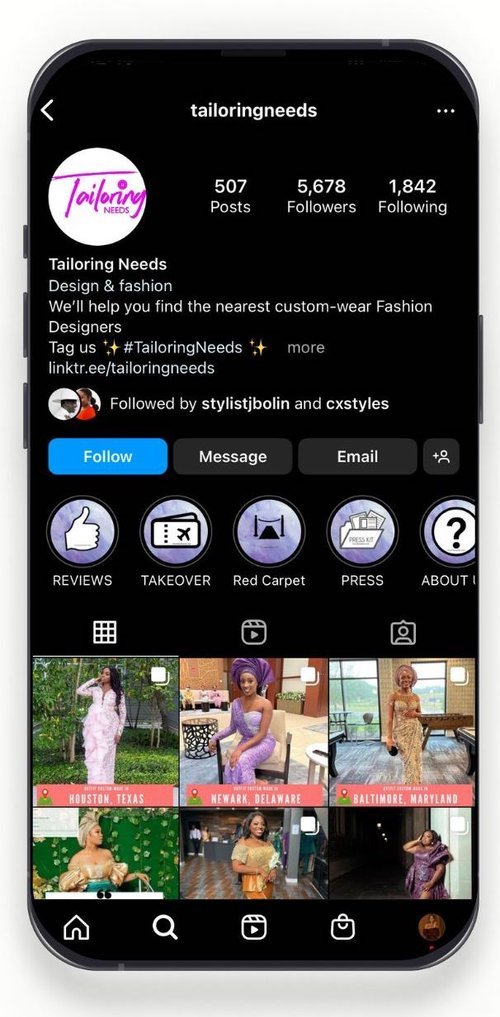 tailoringneeds
Tailoring
NEEDS
507
Posts
5,678
Followers
1,842
Following
Tailoring Needs
Design & fashion
We'll help you find the nearest custom-wear Fashion
Designers
Tag us ✨ #TailoringNeeds ✨ more
linktr.ee/tailoringneeds
Followed by stylistjbolin and cxstyles
Follow
Message
Email
PRESS KIT
?
REVIEWS
TAKEOVER
Red Carpet
PRESS
ABOUT U
OUTFIT CUSTOM MADE IN
HOUSTON, TEXAS
OUTFIT CUSTOM MADE IN
NEWARK, DELAWARE
OUTFIT CUSTOM MADE IN
BALTIMORE, MARYLAND